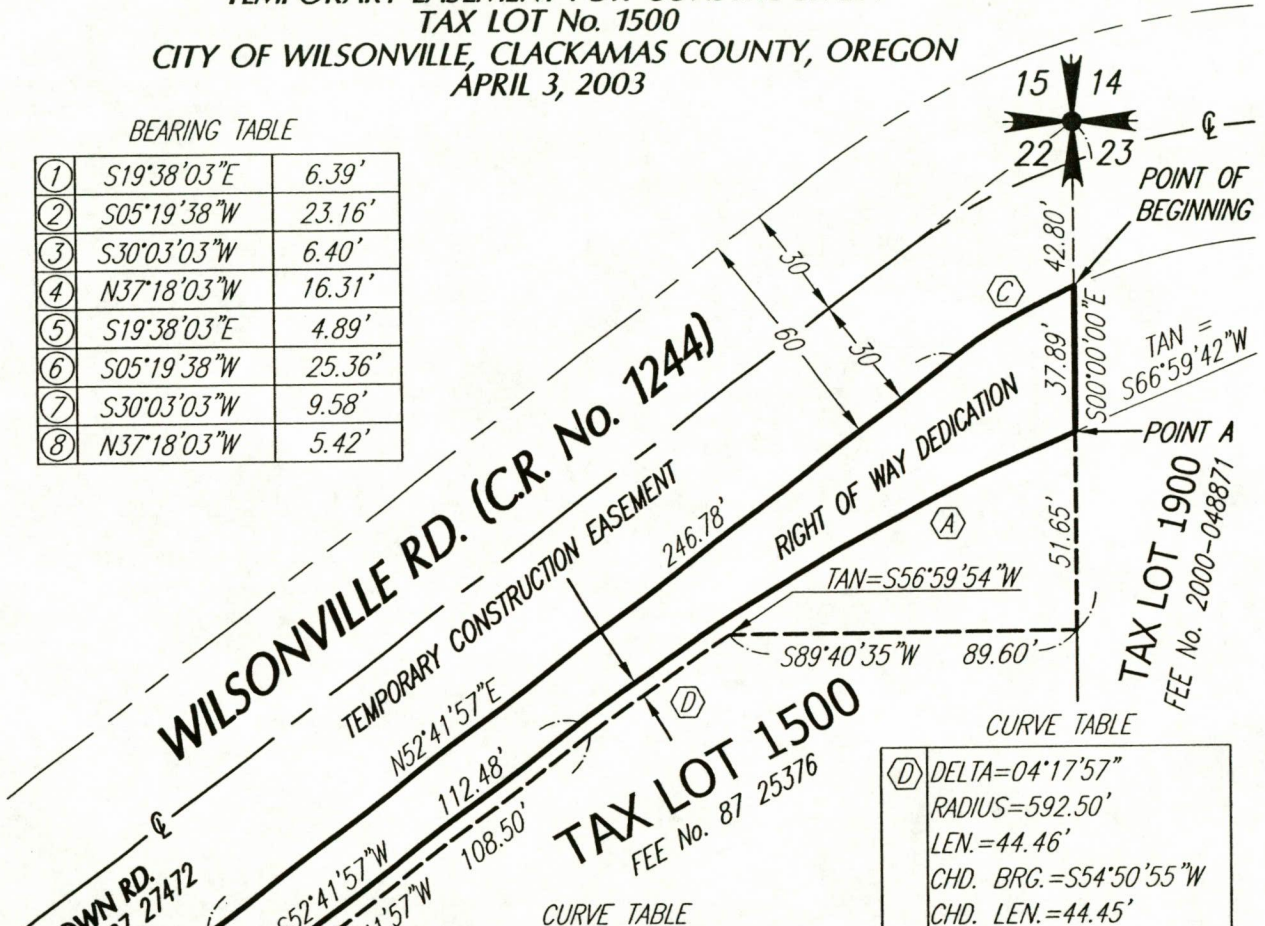 TEMPORARY EASEMENT FOR
TAX LOT No. 1500
CITY OF WILSONVILLE, CLACKAMAS COUNTY, OREGON
APRIL 3, 2003
BEARING TABLE
1 S19°38'03"E 6.39'
2 S05°19'38"W 23.16'
3 S30°03'03"W 6.40'
4 N37°18'03"W 16.31'
5 S19°38'03"E 4.89'
6 S05°19'38"W 25.36'
7 S30°03'03"W 9.58'
8 N37°18'03"W 5.42'
15 14
22 23
℄
POINT OF
BEGINNING
42.80'
30
60
30
C
37.89'
S00°00'00"E
TAN =
S66°59'42"W
POINT A
WILSONVILLE RD. (C.R. No. 1244)
TEMPORARY CONSTRUCTION EASEMENT
246.78'
RIGHT OF WAY DEDICATION
A
51.65'
TAN=S56°59'54"W
S89°40'35"W 89.60'
TAX LOT 1900
FEE No. 2000-048871
N52°41'57"E
D
112.48'
108.50'
TAX LOT 1500
FEE No. 87 25376
℄
OWN RD.
27472
S52°41'57"W
1'57"W
CURVE TABLE
CURVE TABLE
D DELTA=04°17'57"
RADIUS=592.50'
LEN.=44.46'
CHD. BRG.=S54°50'55"W
CHD. LEN.=44.45'